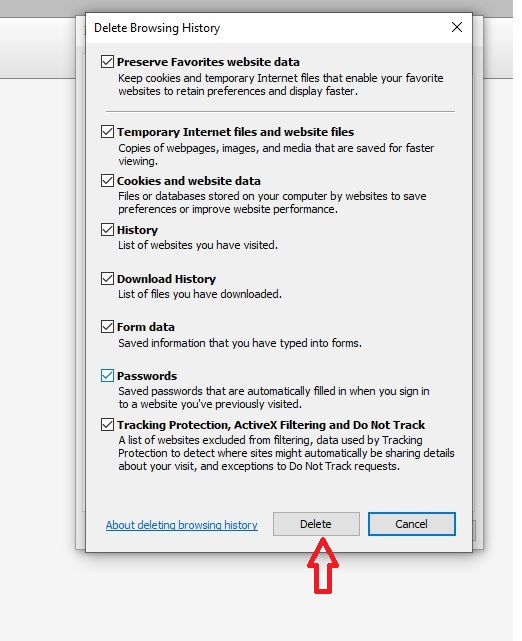 Delete Browsing History
Preserve Favorites website data
Keep cookies and temporary Internet files that enable your favorite
websites to retain preferences and display faster.
Temporary Internet files and website files
Copies of webpages, images, and media that are saved for faster
viewing.
Cookies and website data
Files or databases stored on your computer by websites to save
preferences or improve website performance.
History
List of websites you have visited.
Download History
List of files you have downloaded.
Form data
Saved information that you have typed into forms.
Passwords
Saved passwords that are automatically filled in when you sign in
to a website you've previously visited.
Tracking Protection, ActiveX Filtering and Do Not Track
A list of websites excluded from filtering, data used by Tracking
Protection to detect where sites might automatically be sharing details
about your visit, and exceptions to Do Not Track requests.
About deleting browsing history
Delete
Cancel